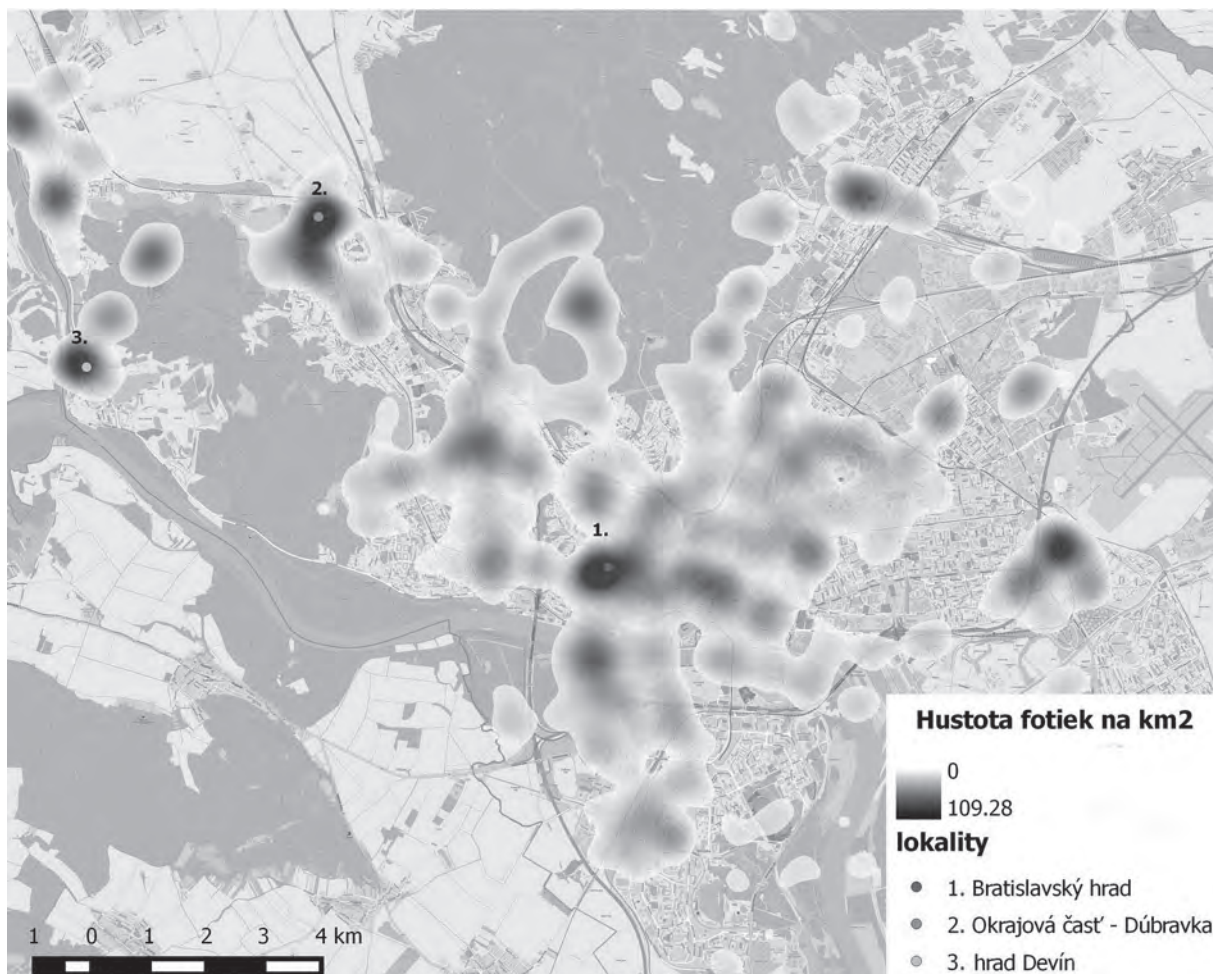 2.
3.
1.
Hustota fotiek na km2
0
109.28
lokality
1. Bratislavský hrad
2. Okrajová časť - Dúbravka
3. hrad Devín
1 0 1 2 3 4 km